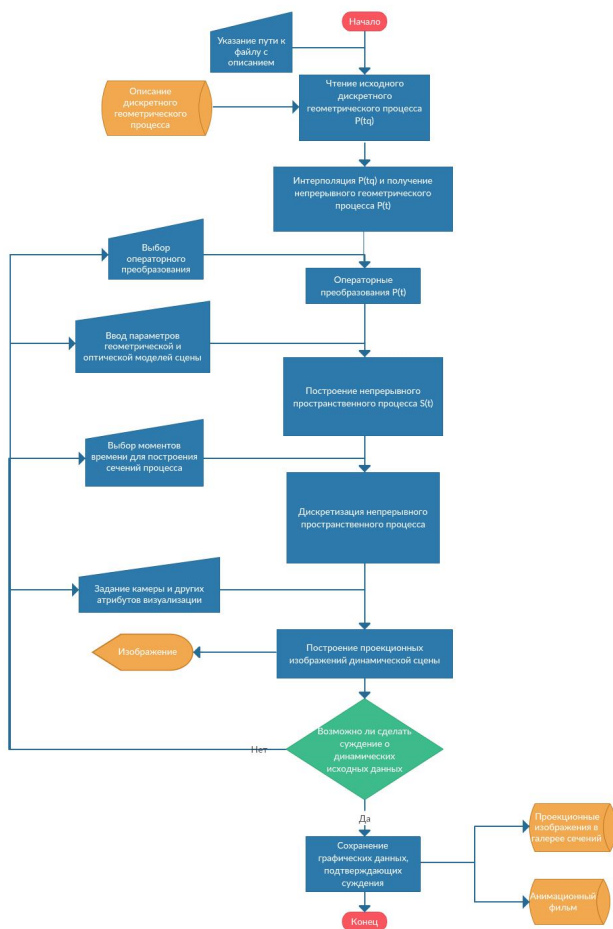 Начало
Указание пути к
файлу с
описанием
Описание
дискретного
геометрического
процесса
Чтение исходного
дискретного
геометрического процесса
P(tq)
Интерполяция P(tq) и получение
непрерывного геометрического
процесса P(t)
Выбор
операторного
преобразования
Операторные
преобразования P(t)
Ввод параметров
геометрической и
оптической моделей сцены
Построение непрерывного
пространственного процесса S(t)
Выбор моментов
времени для построения
сечений процесса
Дискретизация непрерывного
пространственного процесса
Задание камеры и других
атрибутов визуализации
Изображение
Построение проекционных
изображений динамической сцены
Возможно ли сделать
суждение о
динамических
исходных данных
Нет
Да
Сохранение
графических данных,
подтверждающих
суждения
Проекционные
изображения в
галерее сечений
Анимационный
фильм
Конец